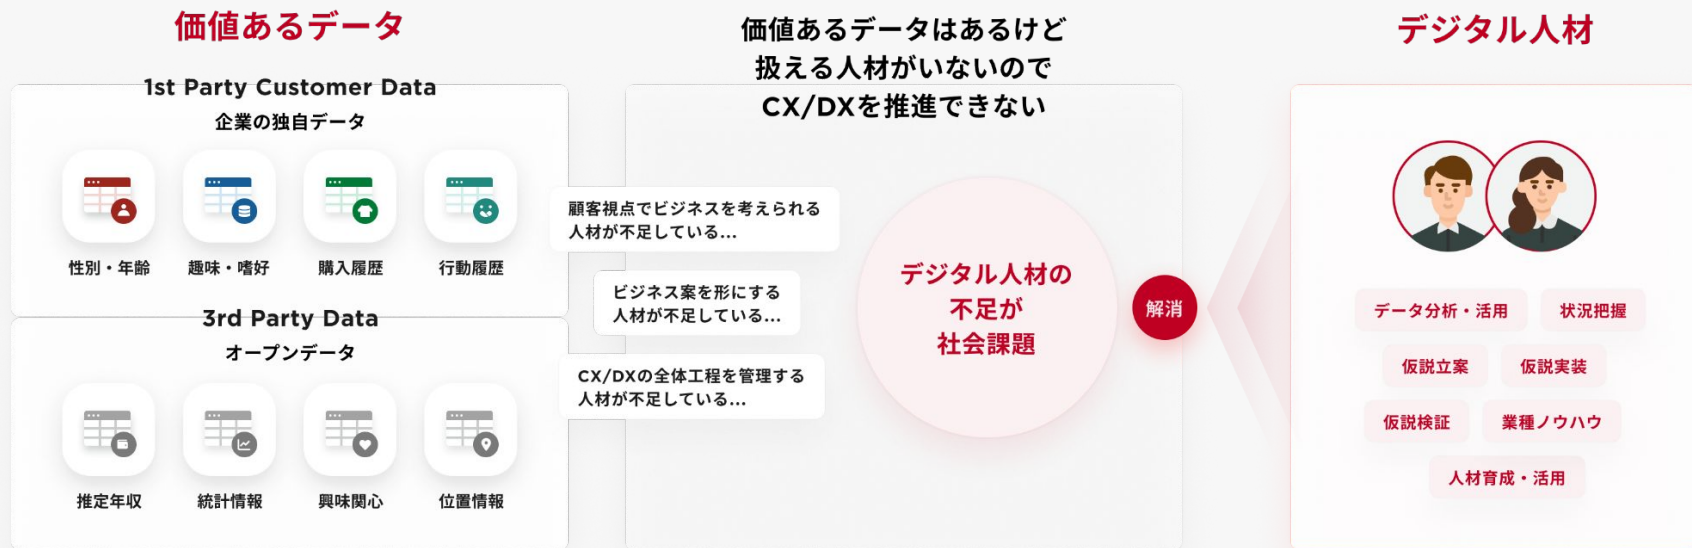 価値あるデータ
1st Party Customer Data
企業の独自データ
性別・年齢
趣味・嗜好
購入履歴
行動履歴
3rd Party Data
オープンデータ
推定年収
統計情報
興味関心
位置情報
価値あるデータはあるけど
扱える人材がいないので
CX/DXを推進できない
顧客視点でビジネスを考えられる
人材が不足している...
ビジネス案を形にする
人材が不足している...
CX/DXの全体工程を管理する
人材が不足している...
デジタル人材の
不足が
社会課題
解消
デジタル人材
データ分析・活用
状況把握
仮説立案
仮説実装
仮説検証
業種ノウハウ
人材育成・活用